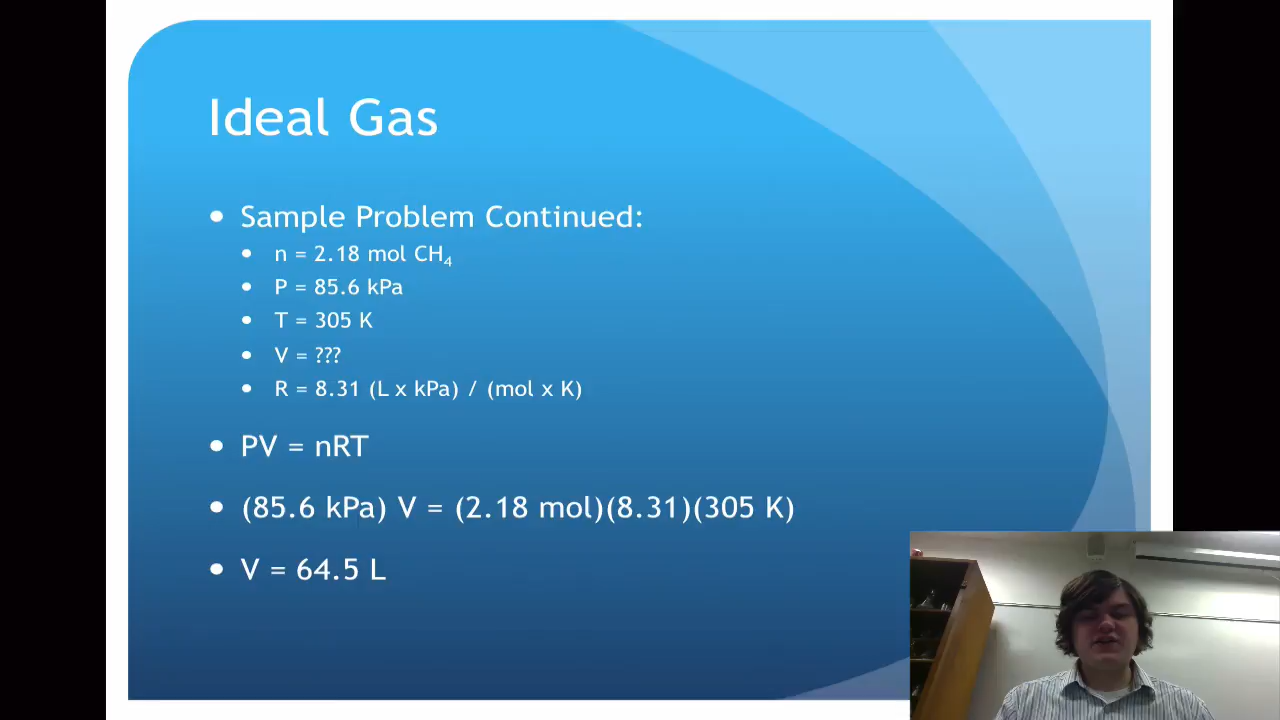 Ideal Gas
• Sample Problem Continued:
• n = 2.18 mol CH₄
• P = 85.6 kPa
• T = 305 K
• V = ???
• R = 8.31 (L x kPa) / (mol x K)
• PV = nRT
• (85.6 kPa) V = (2.18 mol)(8.31)(305 K)
• V = 64.5 L